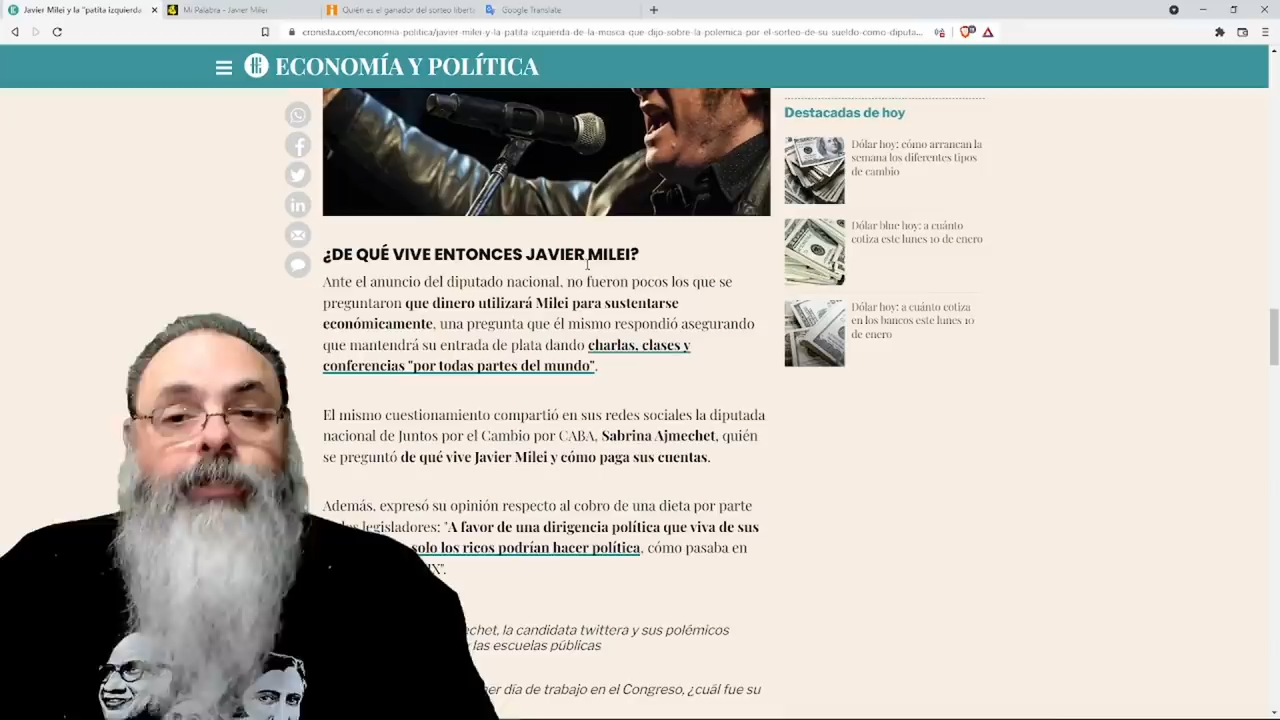 Javier Milei y la "patita izquierda
Mi Palabra - Javier Milei
Quién es el ganador del sorteo libert
Google Translate
cronista.com/economia-politica/javier-milei-y-la-patita-izquierda-de-la-mosca-que-dijo-sobre-la-polemica-por-el-sorteo-de-su-sueldo-como-diputa...
ECONOMÍA Y POLÍTICA
Destacadas de hoy
Dólar hoy: cómo arrancan la
semana los diferentes tipos
de cambio
Dólar blue hoy: a cuánto
cotiza este lunes 10 de enero
Dólar hoy: a cuánto cotiza
en los bancos este lunes 10
de enero
¿DE QUÉ VIVE ENTONCES JAVIER MILEI?
Ante el anuncio del diputado nacional, no fueron pocos los que se
preguntaron que dinero utilizará Milei para sustentarse
económicamente, una pregunta que él mismo respondió asegurando
que mantendrá su entrada de plata dando charlas, clases y
conferencias "por todas partes del mundo".
El mismo cuestionamiento compartió en sus redes sociales la diputada
nacional de Juntos por el Cambio por CABA, Sabrina Ajmechet, quién
se preguntó de qué vive Javier Milei y cómo paga sus cuentas.
Además, expresó su opinión respecto al cobro de una dieta por parte
legisladores: "A favor de una dirigencia política que viva de sus
solo los ricos podrían hacer política, cómo pasaba en
IX".
chet, la candidata twittera y sus polémicos
las escuelas públicas
er día de trabajo en el Congreso, ¿cuál fue su